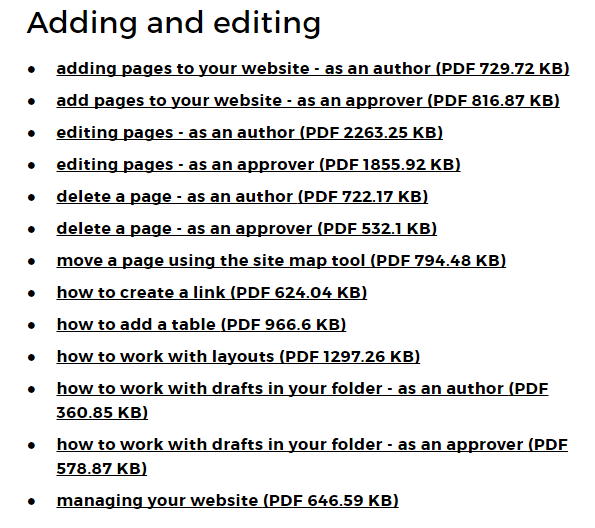 Adding and editing
● adding pages to your website - as an author (PDF 729.72 KB)
● add pages to your website - as an approver (PDF 816.87 KB)
● editing pages - as an author (PDF 2263.25 KB)
● editing pages - as an approver (PDF 1855.92 KB)
● delete a page - as an author (PDF 722.17 KB)
● delete a page - as an approver (PDF 532.1 KB)
● move a page using the site map tool (PDF 794.48 KB)
● how to create a link (PDF 624.04 KB)
● how to add a table (PDF 966.6 KB)
● how to work with layouts (PDF 1297.26 KB)
● how to work with drafts in your folder - as an author (PDF
360.85 KB)
● how to work with drafts in your folder - as an approver (PDF
578.87 KB)
● managing your website (PDF 646.59 KB)